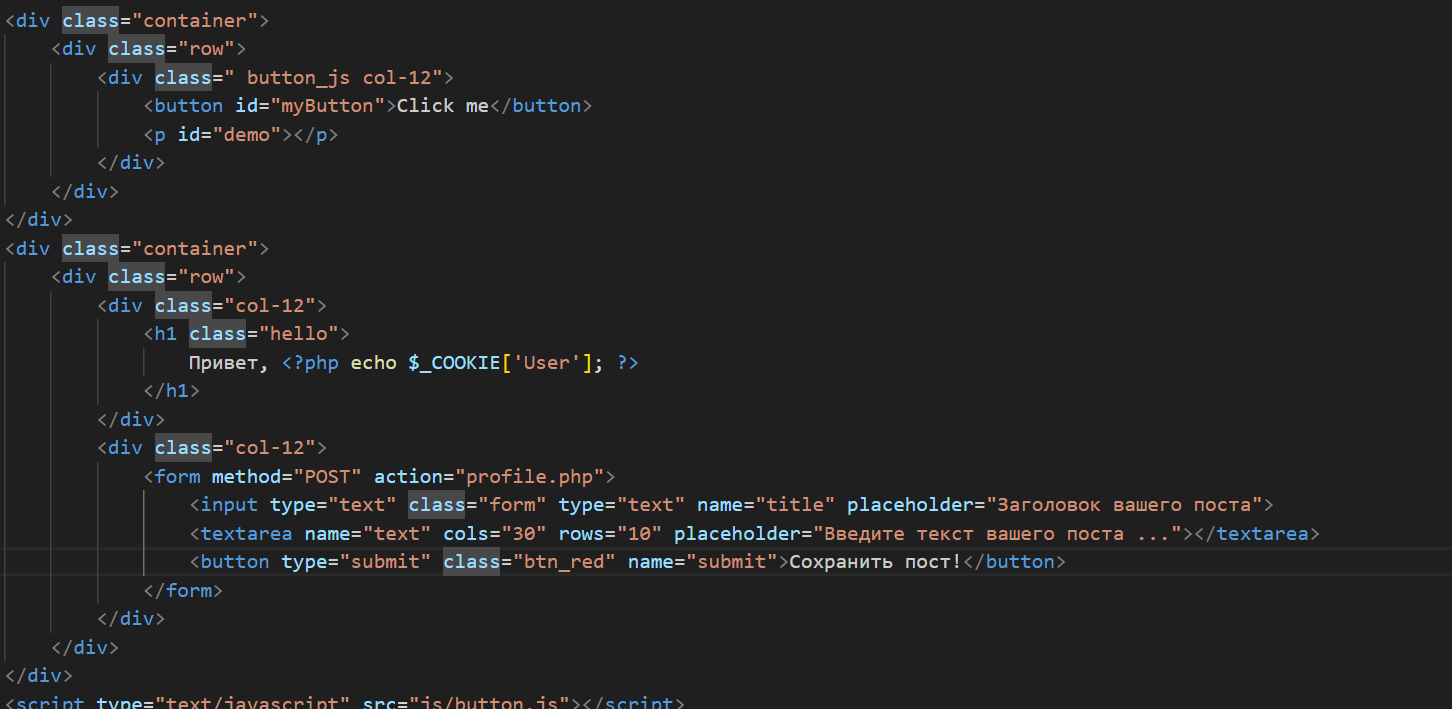 <div class="container">
    <div class="row">
        <div class=" button_js col-12">
            <button id="myButton">Click me</button>
            <p id="demo"></p>
        </div>
    </div>
</div>
<div class="container">
    <div class="row">
        <div class="col-12">
            <h1 class="hello">
                Привет, <?php echo $_COOKIE['User']; ?>
            </h1>
        </div>
        <div class="col-12">
            <form method="POST" action="profile.php">
                <input type="text" class="form" type="text" name="title" placeholder="Заголовок вашего поста">
                <textarea name="text" cols="30" rows="10" placeholder="Введите текст вашего поста ..."></textarea>
                <button type="submit" class="btn_red" name="submit">Сохранить пост!</button>
            </form>
        </div>
    </div>
</div>
<script type="text/javascript" src="js/button.js"></script>